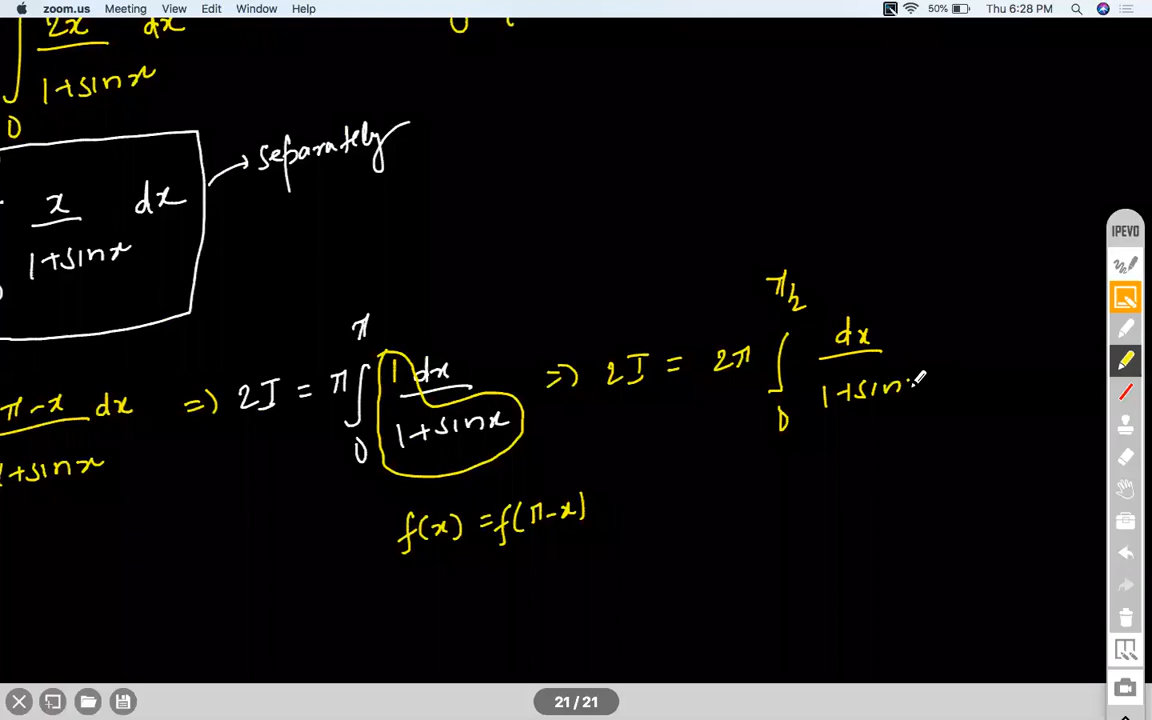 zoom.us Meeting View Edit Window Help 50% Thu 6:28 PM
∫ 2x dx
1+sinx
0
→ separately
x dx
1+sinx
IPEVO
π π/2
π-x dx ⇒ 2I = π ∫ 1 dx ⇒ 2I = 2π ∫ dx
1+sinx 0 1+sinx 0 1+sin
f(x) = f(π-x)
21 / 21